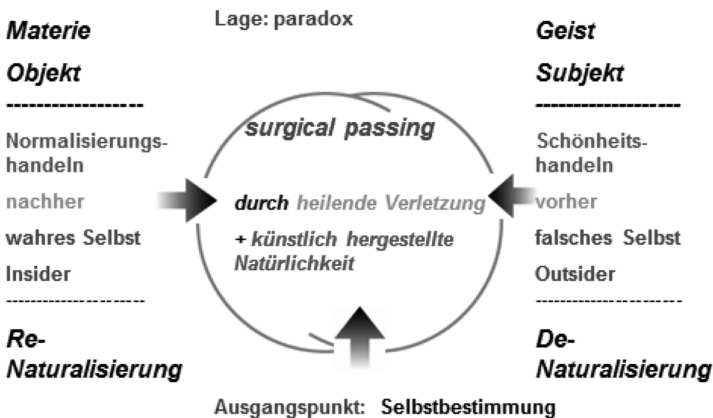 Lage: paradox
Materie
Objekt
------------------
Normalisierungs-
handeln
nachher
wahres Selbst
Insider
-----------------------
Re-
Naturalisierung
surgical passing
durch heilende Verletzung
+ künstlich hergestellte
Natürlichkeit
Geist
Subjekt
-------------------
Schönheits-
handeln
vorher
falsches Selbst
Outsider
------------------------
De-
Naturalisierung
Ausgangspunkt: Selbstbestimmung